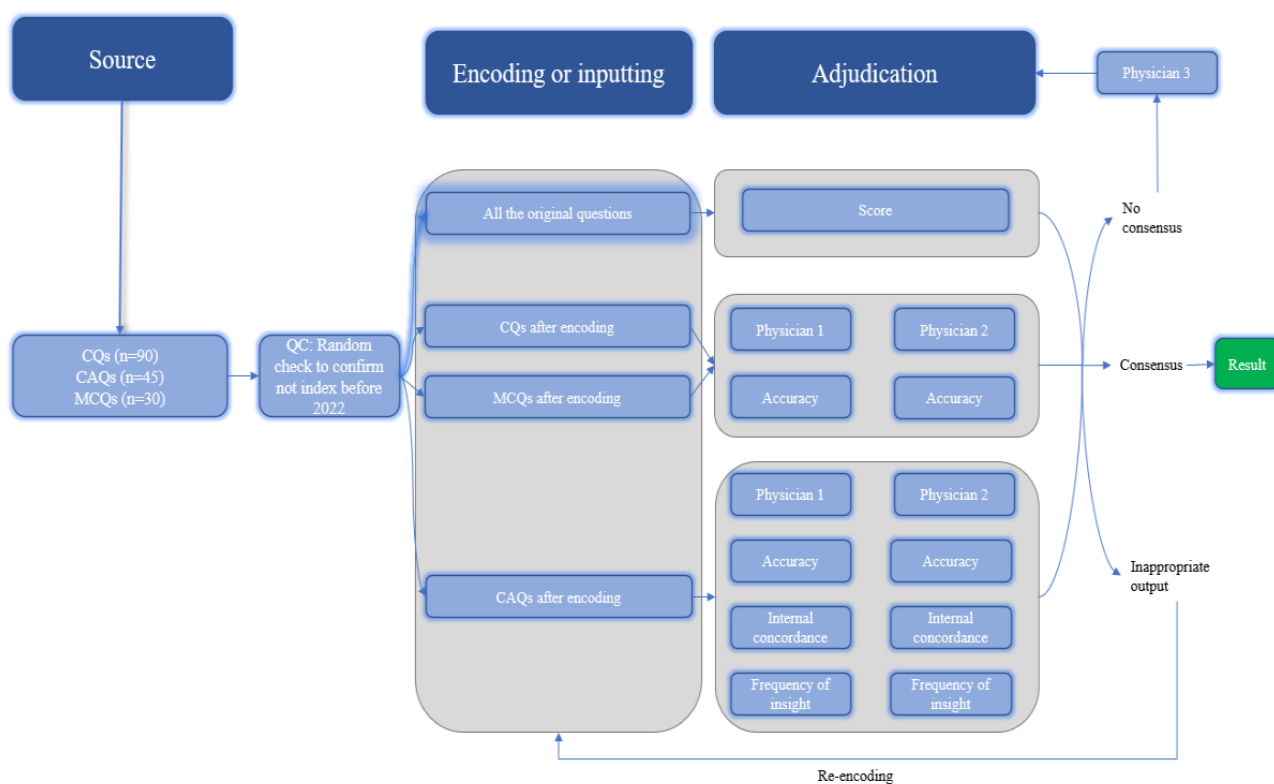 Source
Encoding or inputting
Adjudication
Physician 3
All the original questions
Score
No
consensus
CQs (n=90)
CAQs (n=45)
MCQs (n=30)
QC: Random
check to confirm
not index before
2022
CQs after encoding
MCQs after encoding
Physician 1
Physician 2
Accuracy
Accuracy
Consensus
Result
CAQs after encoding
Physician 1
Physician 2
Accuracy
Accuracy
Internal
concordance
Internal
concordance
Frequency of
insight
Frequency of
insight
Inappropriate
output
Re-encoding